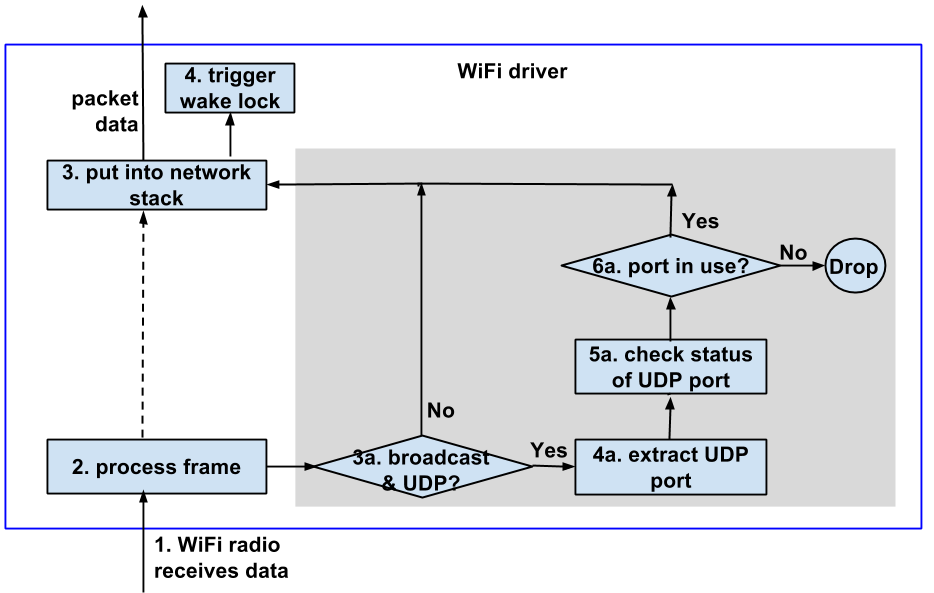 WiFi driver
4. trigger
wake lock
packet
data
3. put into network
stack
Yes
6a. port in use?
No
Drop
5a. check status
of UDP port
No
2. process frame
3a. broadcast
& UDP?
Yes
4a. extract UDP
port
1. WiFi radio
receives data